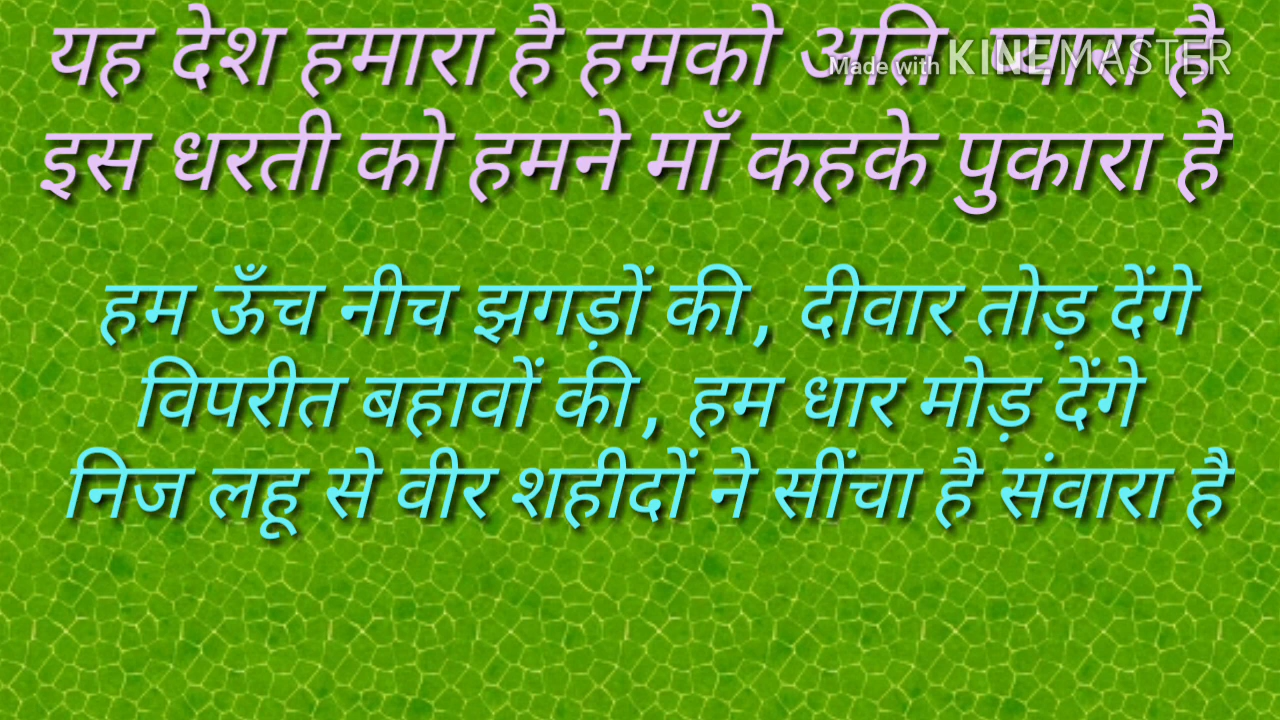 यह देश हमारा है हमको अति प्यारा है
Made with KINEMASTER
इस धरती को हमने माँ कहके पुकारा है
हम ऊँच नीच झगड़ों की, दीवार तोड़ देंगे
विपरीत बहावों की, हम धार मोड़ देंगे
निज लहू से वीर शहीदों ने सींचा है संवारा है